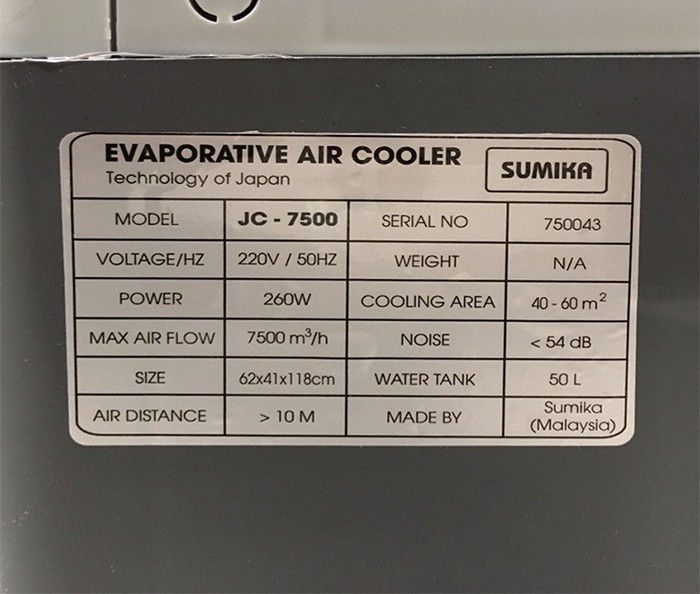 EVAPORATIVE AIR COOLER
Technology of Japan
SUMIKA
MODEL JC - 7500 SERIAL NO 750043
VOLTAGE/HZ 220V / 50HZ WEIGHT N/A
POWER 260W COOLING AREA 40 - 60 m²
MAX AIR FLOW 7500 m³/h NOISE < 54 dB
SIZE 62x41x118cm WATER TANK 50 L
AIR DISTANCE > 10 M MADE BY Sumika (Malaysia)